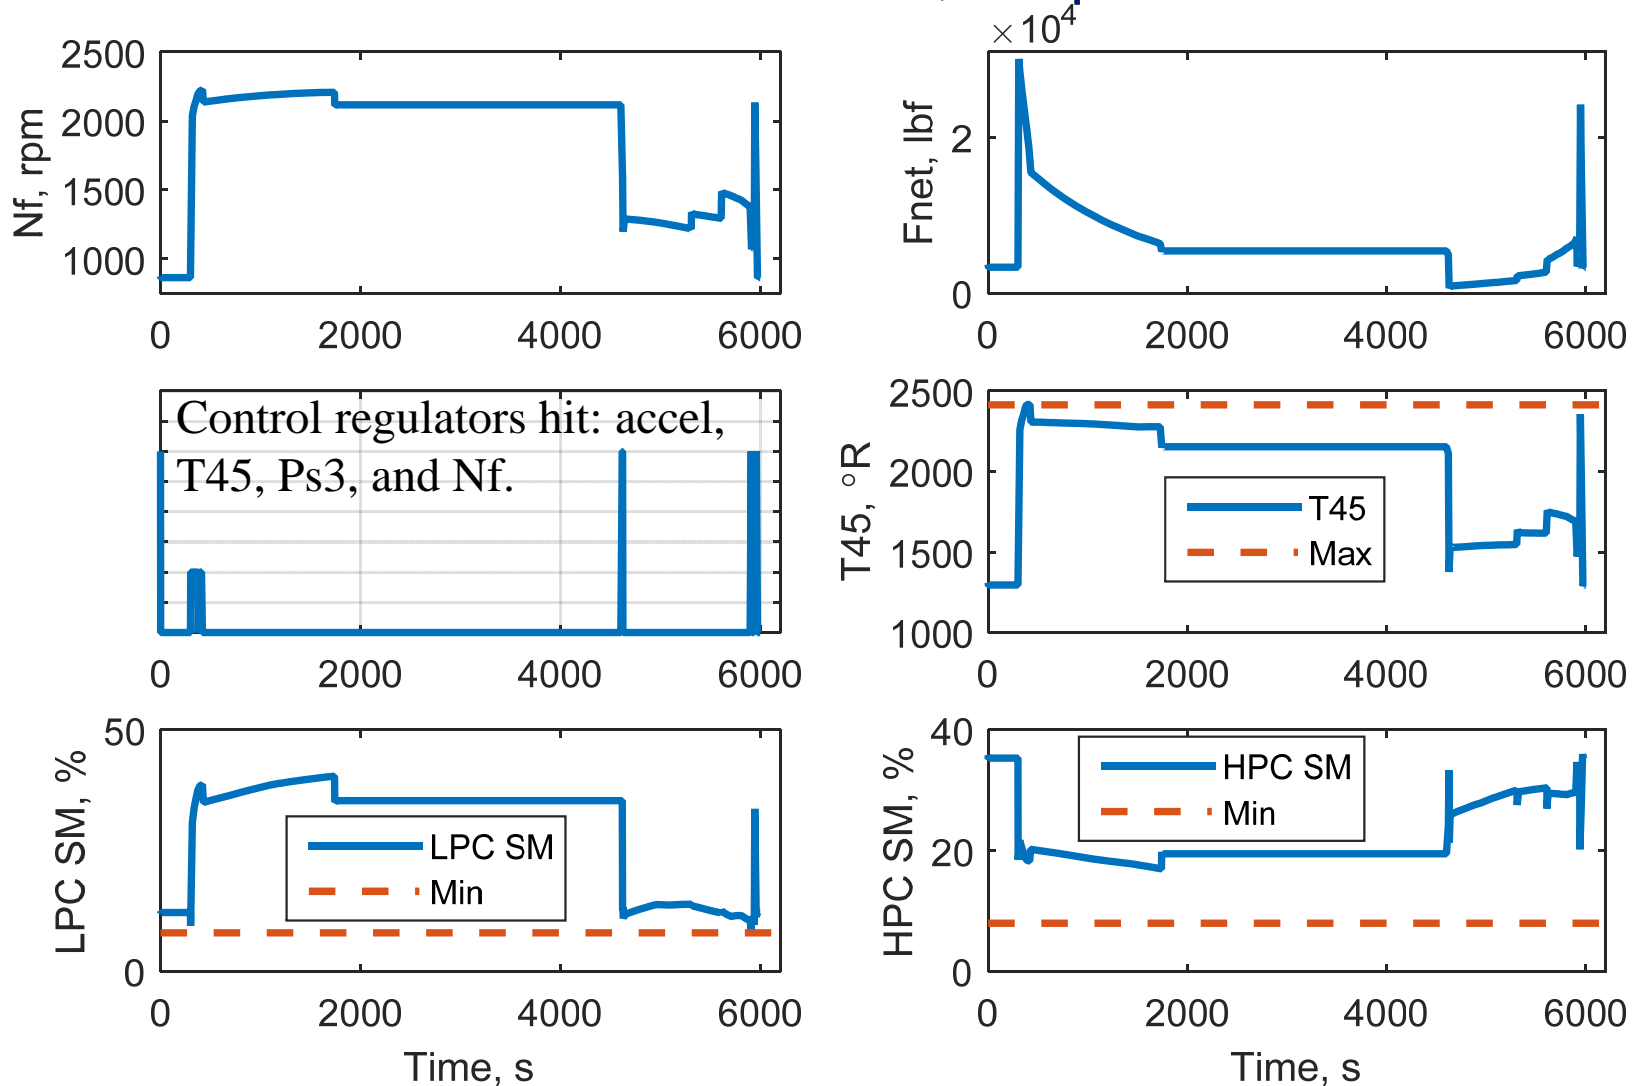 ×10^4
2500
2000
1500
1000
Nf, rpm
0
2000
4000
6000
2
0
Fnet, lbf
0
2000
4000
6000
Control regulators hit: accel,
T45, Ps3, and Nf.
0
2000
4000
6000
2500
2000
1500
1000
T45, °R
T45
Max
0
2000
4000
6000
50
0
LPC SM, %
LPC SM
Min
0
2000
4000
6000
Time, s
40
20
0
HPC SM, %
HPC SM
Min
0
2000
4000
6000
Time, s